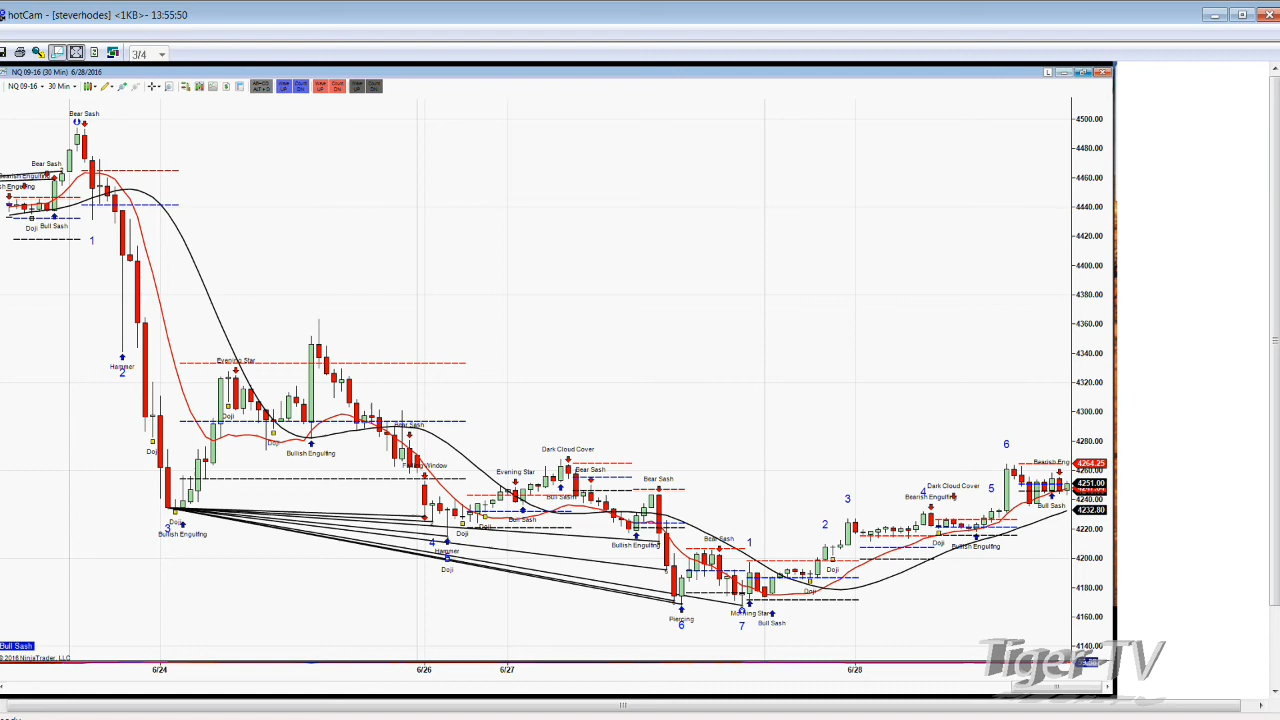 hotCam - [steverhodes] <1KB>- 13:55:50
3/4
NQ 09-16 (30 Min) 6/28/2016
NQ 09-16 30 Min
4500.00
Bear Sash
4480.00
Bear Sash
4460.00
4440.00
Doji Bull Sash
4420.00
1
4400.00
4380.00
4360.00
4340.00
Evening Star
Hammer
2
4320.00
Doji
4300.00
Bear Sash
4280.00
Doji
Doji
Bullish Engulfing
Dark Cloud Cover
6
4264.25
4260.00
Evening Star
Bear Sash
Bear Sash
Dark Cloud Cover
5
4251.00
4240.00
3
4
Bearish Engulfing
Bull Sash
4232.80
Doji
3
Bullish Engulfing
Bull Sash
Doji
2
4220.00
4
Hammer
Doji
Bullish Engulfing
Bear Sash
1
Doji
Bullish Engulfing
4200.00
Doji
Doji
Doji
4180.00
Piercing
6
Morning Star
7
Bull Sash
4160.00
Bull Sash
4140.00
© 2016 NinjaTrader, LLC
6/24
6/26
6/27
6/28
Tiger TV